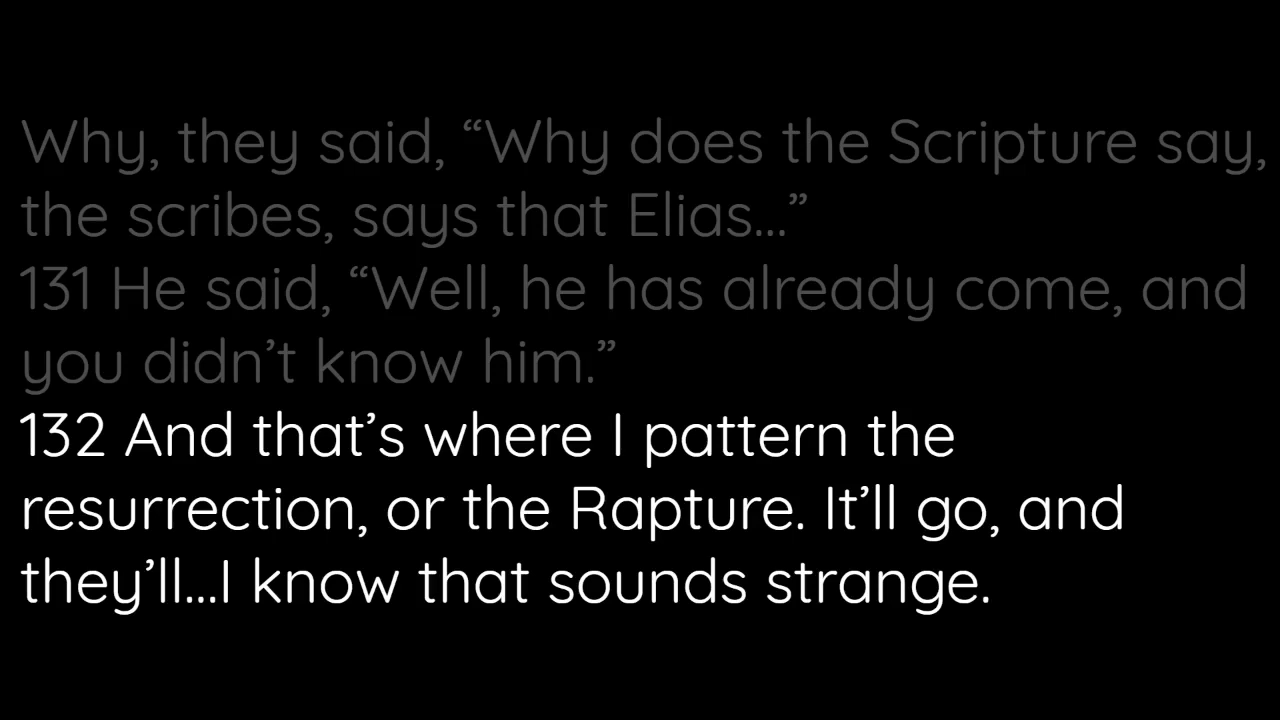 Why, they said, “Why does the Scripture say,
the scribes, says that Elias...”
131 He said, “Well, he has already come, and
you didn’t know him.”
132 And that’s where I pattern the
resurrection, or the Rapture. It’ll go, and
they’ll...I know that sounds strange.